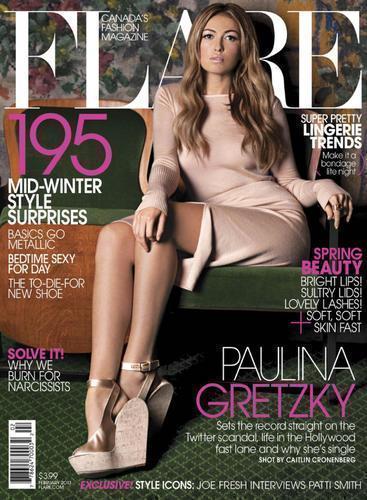 CANADA'S
FASHION
MAGAZINE
FLARE
195
MID-WINTER
STYLE
SURPRISES
BASICS GO
METALLIC
BEDTIME SEXY
FOR DAY
THE TO-DIE-FOR
NEW SHOE
SUPER PRETTY
LINGERIE
TRENDS
Make it a
bondage
lite night
SPRING
BEAUTY
BRIGHT LIPS!
SULTRY LIDS!
LOVELY LASHES!
+ SOFT, SOFT
SKIN FAST
SOLVE IT!
WHY WE
BURN FOR
NARCISSISTS
PAULINA
GRETZKY
Sets the record straight on the
Twitter scandal, life in the Hollywood
fast lane and why she's single
SHOT BY CAITLIN CRONENBERG
$3.99
FEBRUARY 2013
FLARE.COM
EXCLUSIVE! STYLE ICONS: JOE FRESH INTERVIEWS PATTI SMITH